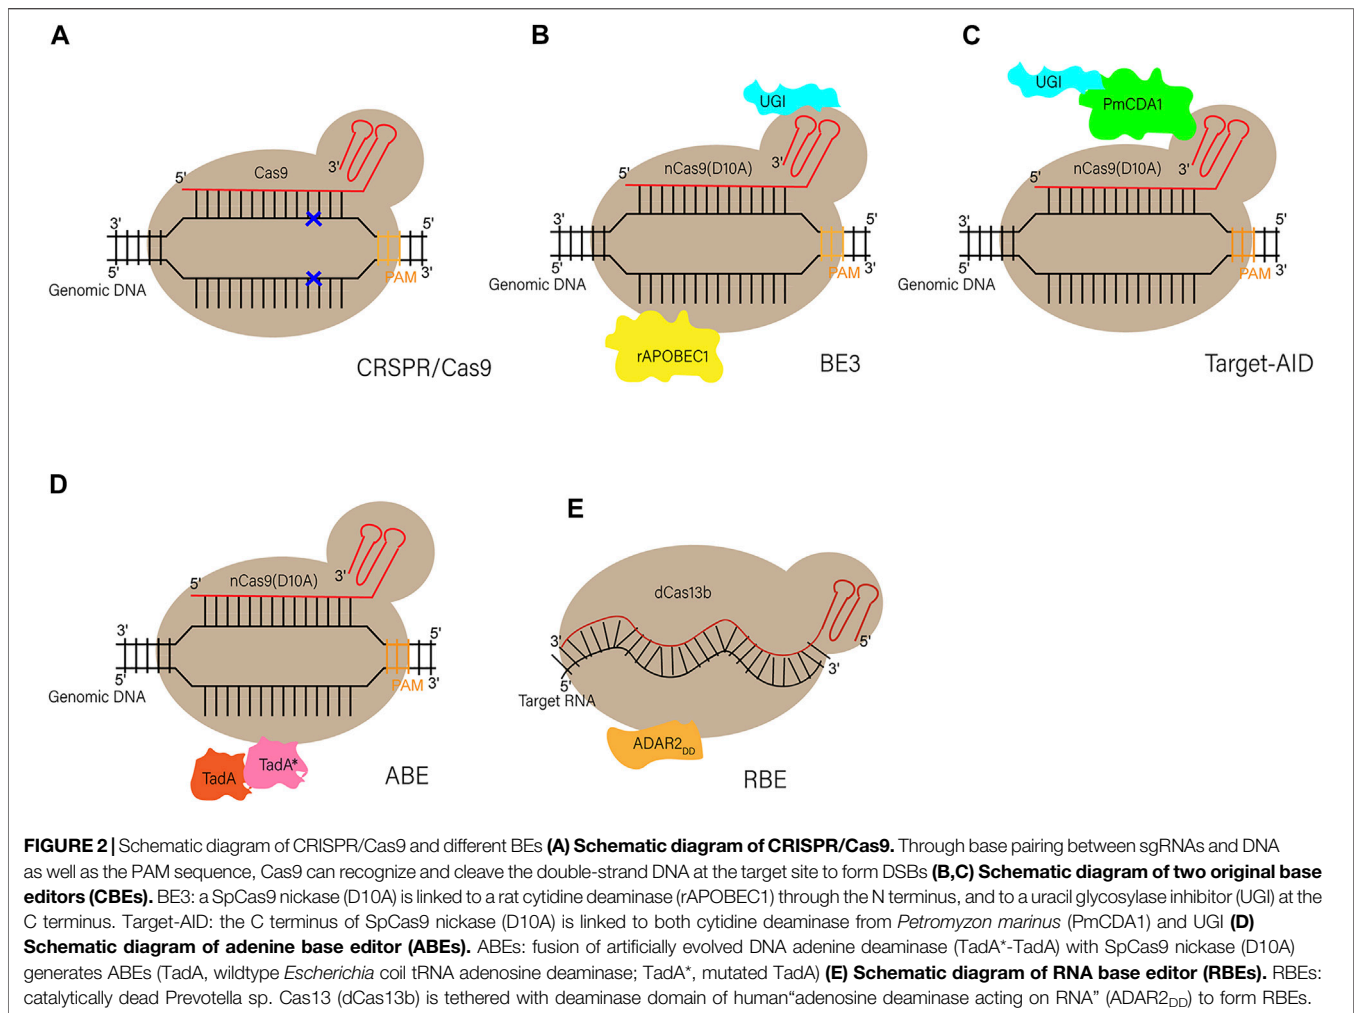 A
B
C
UGI
UGI
PmCDA1
Cas9
3'
5'
3'
5'
5'
3'
PAM
Genomic DNA
CRSPR/Cas9
nCas9(D10A)
3'
5'
3'
5'
5'
3'
PAM
Genomic DNA
rAPOBEC1
BE3
nCas9(D10A)
3'
5'
3'
5'
5'
3'
PAM
Genomic DNA
Target-AID
D
E
nCas9(D10A)
3'
5'
3'
5'
3'
PAM
Genomic DNA
TadA
TadA*
ABE
dCas13b
3'
5'
5'
3'
Target RNA
ADAR2DD
RBE
FIGURE 2 | Schematic diagram of CRISPR/Cas9 and different BEs (A) Schematic diagram of CRISPR/Cas9. Through base pairing between sgRNAs and DNA
as well as the PAM sequence, Cas9 can recognize and cleave the double-strand DNA at the target site to form DSBs (B,C) Schematic diagram of two original base
editors (CBEs). BE3: a SpCas9 nickase (D10A) is linked to a rat cytidine deaminase (rAPOBEC1) through the N terminus, and to a uracil glycosylase inhibitor (UGI) at the
C terminus. Target-AID: the C terminus of SpCas9 nickase (D10A) is linked to both cytidine deaminase from Petromyzon marinus (PmCDA1) and UGI (D)
Schematic diagram of adenine base editor (ABEs). ABEs: fusion of artificially evolved DNA adenine deaminase (TadA*-TadA) with SpCas9 nickase (D10A)
generates ABEs (TadA, wildtype Escherichia coil tRNA adenosine deaminase; TadA*, mutated TadA) (E) Schematic diagram of RNA base editor (RBEs). RBEs:
catalytically dead Prevotella sp. Cas13 (dCas13b) is tethered with deaminase domain of human“adenosine deaminase acting on RNA” (ADAR2DD) to form RBEs.